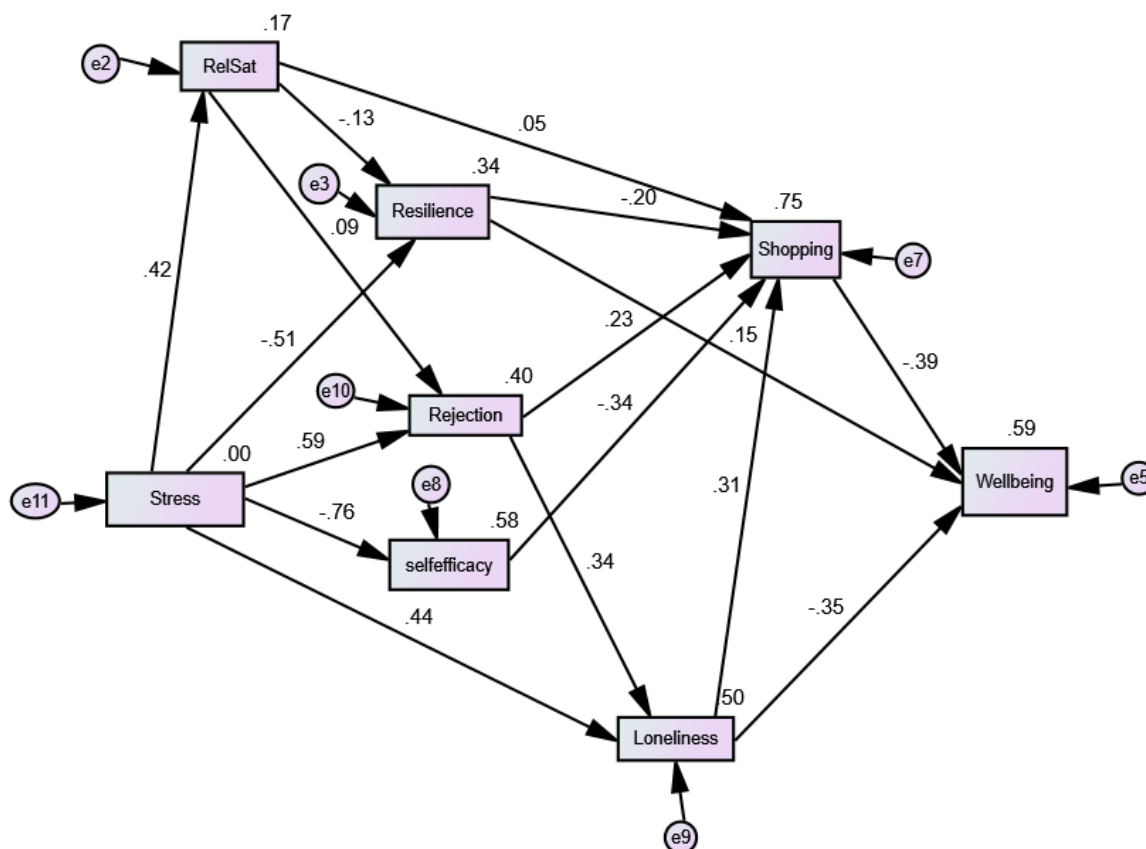 .17
e2
RelSat
-.13
.05
e3
.34
Resilience
-.20
.75
Shopping
e7
.09
.42
-.51
.23
.15
-.39
e10
.40
Rejection
-.34
.59
.00
.59
e8
Wellbeing
e5
e11
Stress
-.76
.58
.31
selfefficacy
.34
.44
-.35
.50
Loneliness
e9